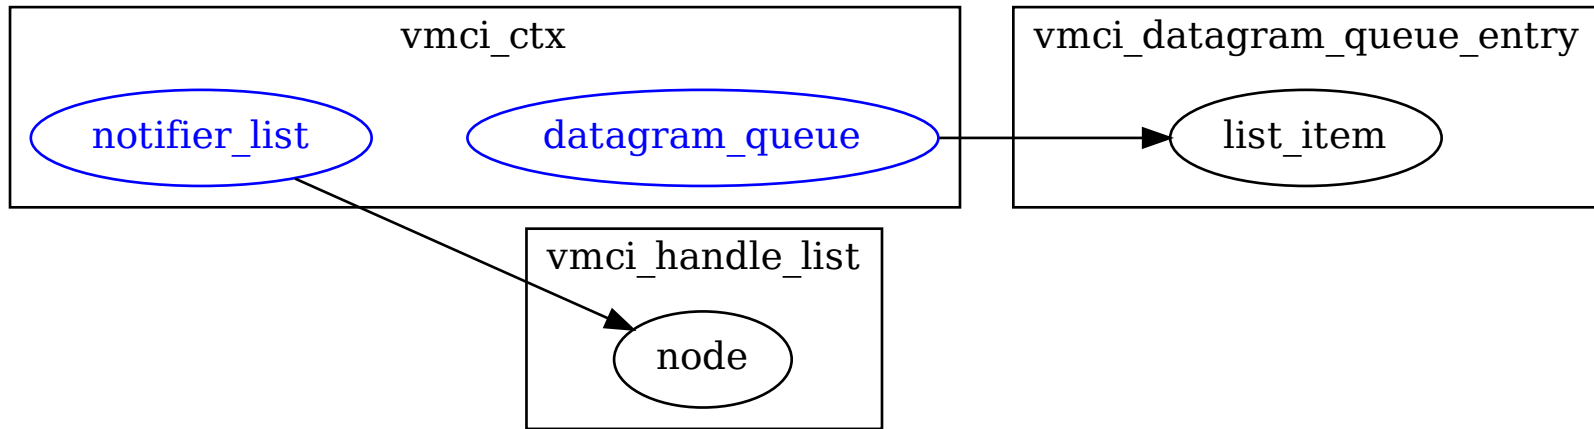 vmci_ctx
notifier_list
datagram_queue
vmci_datagram_queue_entry
list_item
vmci_handle_list
node